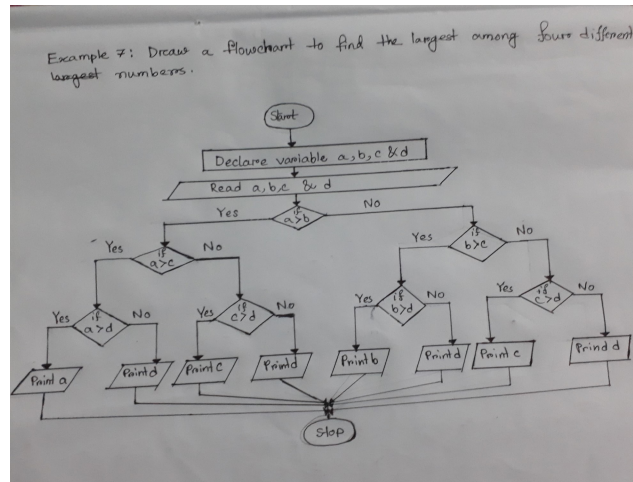 Example 7: Draw a flowchart to find the largest among four different
largest numbers.
Start
Declare variable a, b, c & d
Read a, b, c & d
Yes
if
a>b
No
Yes
if
a>c
No
Yes
if
b>c
No
Yes
if
a>d
No
Yes
if
c>d
No
Yes
if
b>d
No
Yes
if
c>d
No
Print a
Print d
Print c
Print d
Print b
Print d
Print c
Prind d
Stop